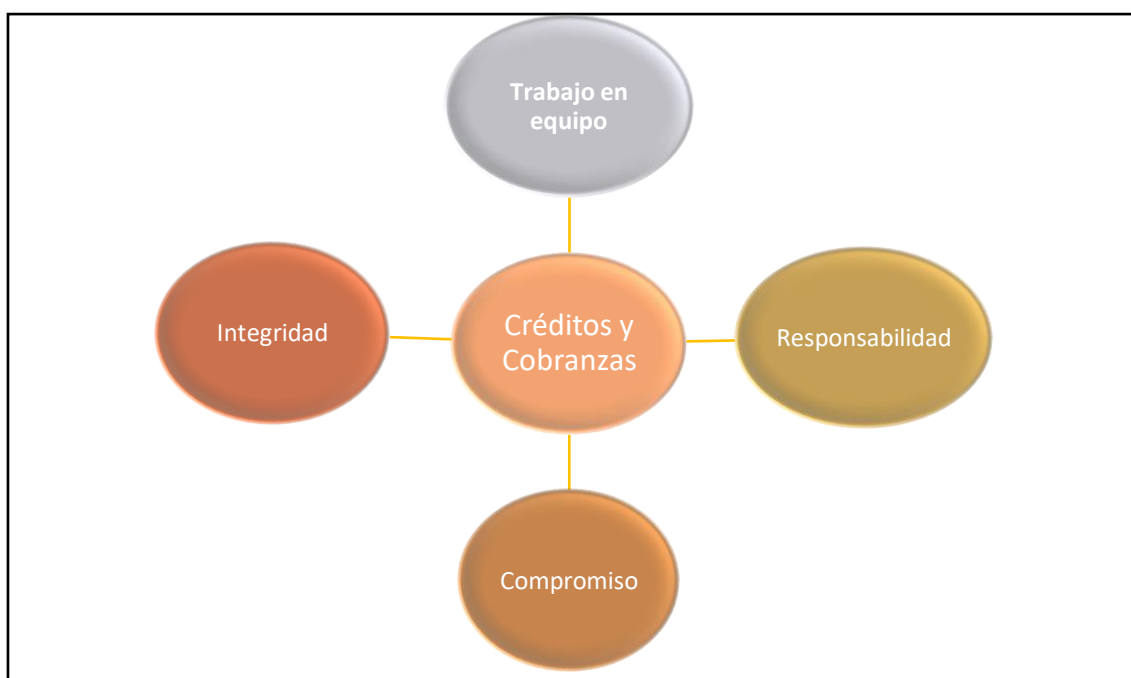 Trabajo en
equipo
Integridad
Créditos y
Cobranzas
Responsabilidad
Compromiso